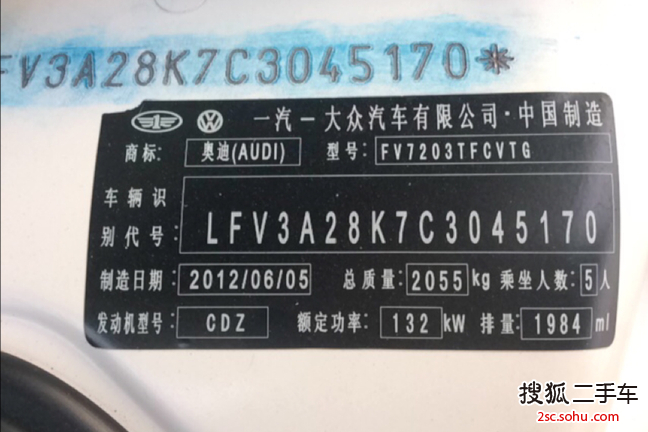 FV3A28K7C3045170*
一汽一大众汽车有限公司·中国制造
商标: 奥迪(AUDI) 型号: FV7203TFCVTG
车辆识
别代号: LFV3A28K7C3045170
制造日期: 2012/06/05 总质量: 2055 kg 乘坐人数: 5 人
发动机型号: CDZ 额定功率: 132 kW 排量: 1984 ml
搜狐二手车
2sc.sohu.com